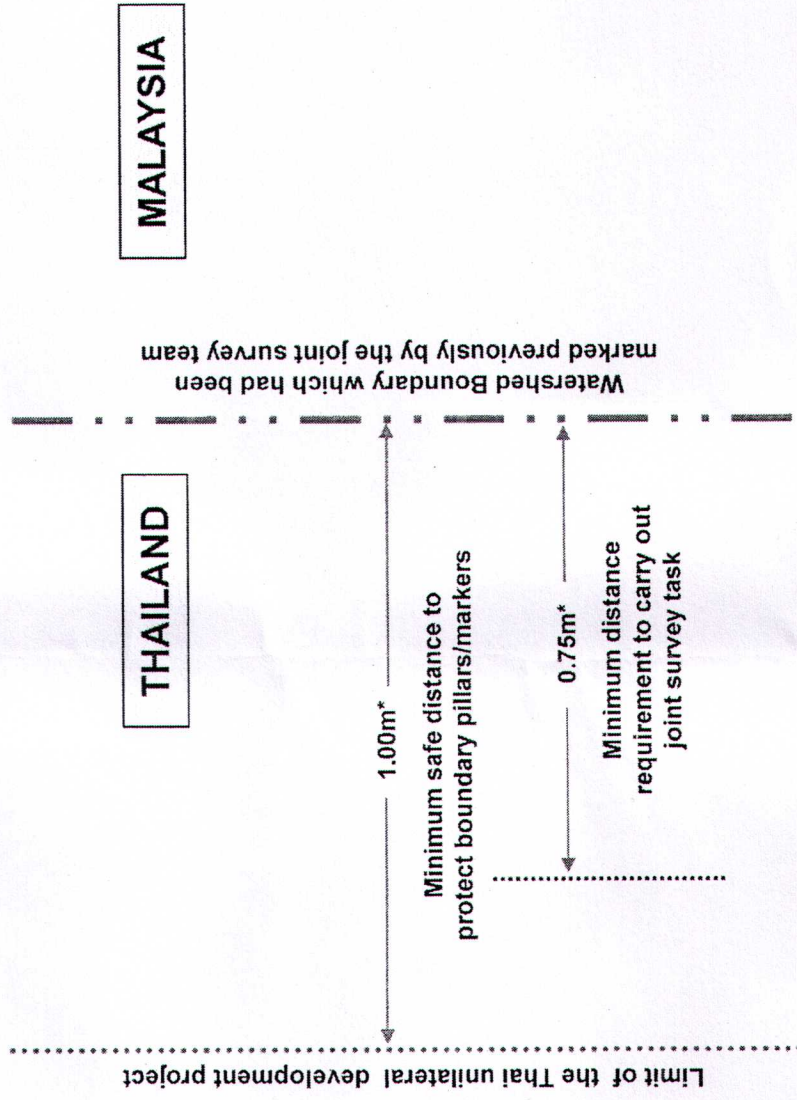 THAILAND
MALAYSIA
Limit of the Thai unilateral development project
1.00m*
Minimum safe distance to
protect boundary pillars/markers
0.75m*
Minimum distance
requirement to carry out
joint survey task
Watershed Boundary which had been
marked previously by the joint survey team